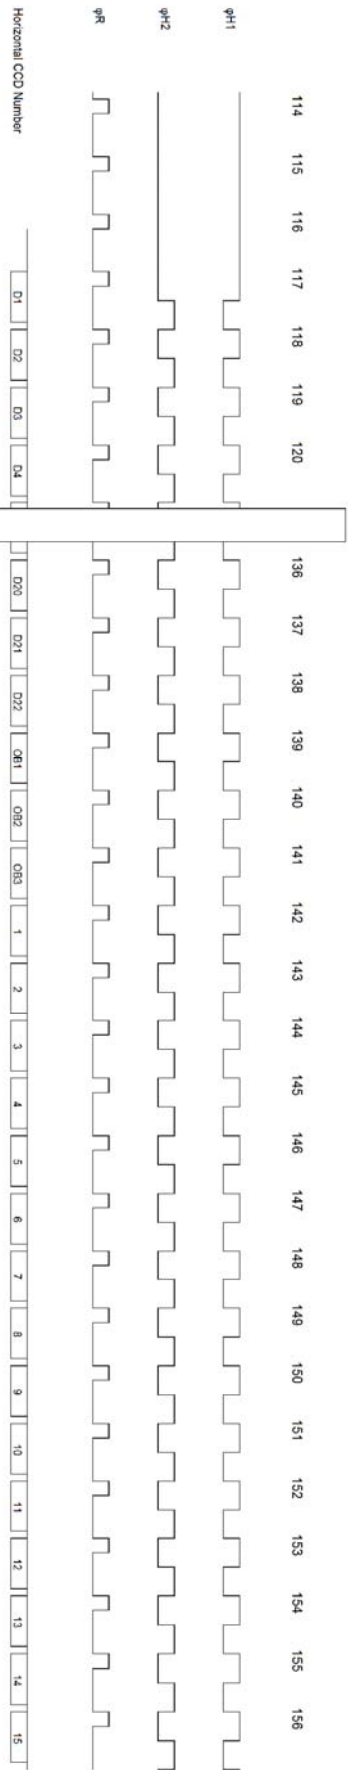 114 115 116 117 118 119 120 136 137 138 139 140 141 142 143 144 145 146 147 148 149 150 151 152 153 154 155 156
φH1
φH2
φR
Horizontal CCD Number D1 D2 D3 D4 D20 D21 D22 OB1 OB2 OB3 1 2 3 4 5 6 7 8 9 10 11 12 13 14 15